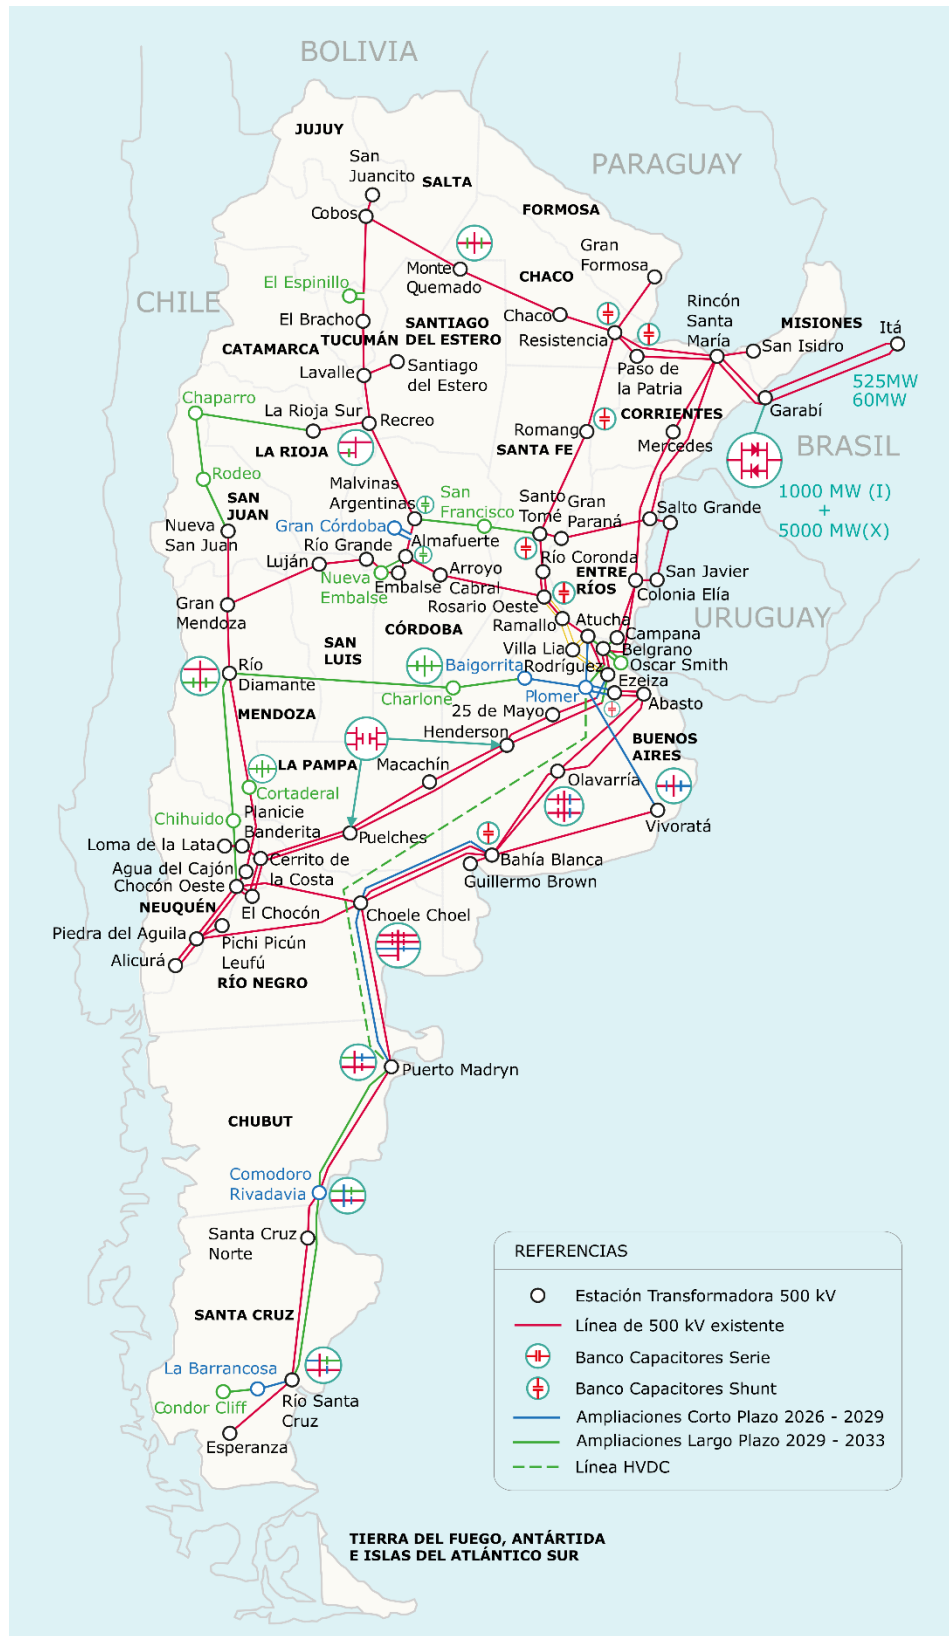 BOLIVIA
JUJUY
San
Juancito
SALTA
PARAGUAY
Cobos
FORMOSA
Gran
Formosa
Monte
Quemado
CHACO
El Espinillo
CHILE
Rincón
Santa
María
El Bracho
SANTIAGO
DEL ESTERO
Chaco
Resistencia
MISIONES
Itá
TUCUMÁN
CATAMARCA
San Isidro
Lavalle
Santiago
del Estero
Paso de
la Patria
525MW
60MW
Chaparro
La Rioja Sur
Recreo
Garabí
CORRIENTES
LA RIOJA
Romang
SANTA FE
Mercedes
BRASIL
Rodeo
Malvinas
Argentinas
San
Francisco
1000 MW (I)
+
5000 MW(X)
SAN
JUAN
Santo
Tomé
Gran
Paraná
Salto Grande
Nueva
San Juan
Gran Córdoba
Almafuerte
Río Grande
Luján
Río Coronda
Nueva
Embalse
Embalse
Arroyo
Cabral
ENTRE
RÍOS
San Javier
Colonia Elía
Gran
Mendoza
Rosario Oeste
URUGUAY
CÓRDOBA
Ramallo
Atucha
Campana
SAN
LUIS
Villa Lia
Belgrano
Rodríguez
Oscar Smith
Río
Diamante
Baigorrita
Ezeiza
Charlone
Plomer
Abasto
MENDOZA
25 de Mayo
Henderson
BUENOS
AIRES
LA PAMPA
Macachín
Olavarría
Cortaderal
Chihuido
Planicie
Banderita
Vivoratá
Loma de la Lata
Puelches
Agua del Cajón
Cerrito de
la Costa
Bahía Blanca
Chocón Oeste
Guillermo Brown
NEUQUÉN
El Chocón
Choele Choel
Piedra del Aguila
Pichi Picún
Leufú
Alicurá
RÍO NEGRO
Puerto Madryn
CHUBUT
Comodoro
Rivadavia
Santa Cruz
Norte
SANTA CRUZ
La Barrancosa
Condor Cliff
Río Santa
Cruz
Esperanza
REFERENCIAS
Estación Transformadora 500 kV
Línea de 500 kV existente
Banco Capacitores Serie
Banco Capacitores Shunt
Ampliaciones Corto Plazo 2026 - 2029
Ampliaciones Largo Plazo 2029 - 2033
Línea HVDC
TIERRA DEL FUEGO, ANTÁRTIDA
E ISLAS DEL ATLÁNTICO SUR